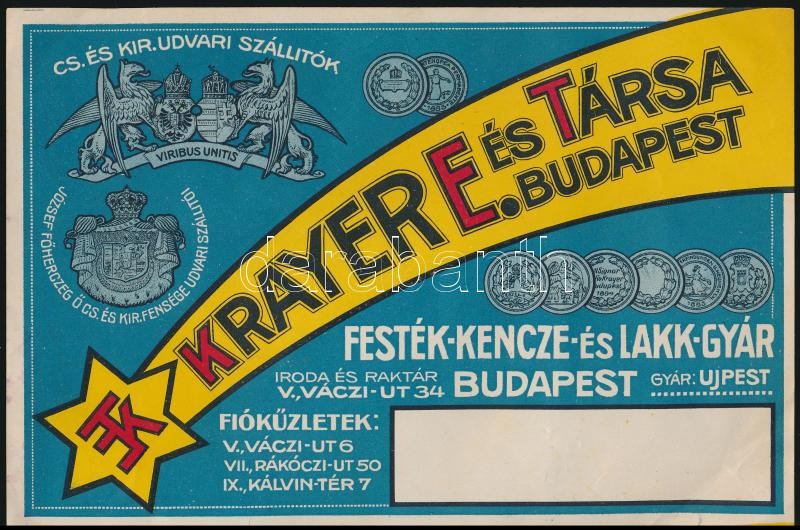 CS. ÉS KIR. UDVARI SZÁLLITÓK
VIRIBUS UNITIS
JÓZSEF FŐHERCZEG Ő CS. ÉS KIR. FENSÉGE UDVARI SZÁLLITÓI
KRAYER E. ÉS TÁRSA
BUDAPEST
darabanth
FESTÉK-KENCZE-ÉS LAKK-GYÁR
IRODA ÉS RAKTÁR
V., VÁCZI-UT 34 BUDAPEST GYÁR: UJPEST
FIÓKŰZLETEK:
V., VÁCZI-UT 6
VII., RÁKÓCZI-UT 50
IX., KÁLVIN-TÉR 7